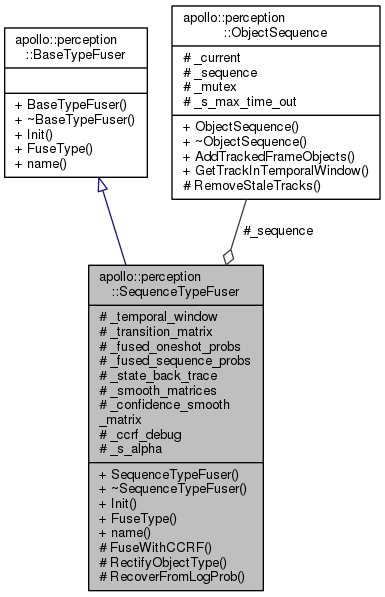 apollo::perception
::BaseTypeFuser
+ BaseTypeFuser()
+ ~BaseTypeFuser()
+ Init()
+ FuseType()
+ name()
apollo::perception
::ObjectSequence
# _current
# _sequence
# _mutex
# _s_max_time_out
+ ObjectSequence()
+ ~ObjectSequence()
+ AddTrackedFrameObjects()
+ GetTrackInTemporalWindow()
# RemoveStaleTracks()
#_sequence
apollo::perception
::SequenceTypeFuser
# _temporal_window
# _transition_matrix
# _fused_oneshot_probs
# _fused_sequence_probs
# _state_back_trace
# _smooth_matrices
# _confidence_smooth
_matrix
# _ccrf_debug
# _s_alpha
+ SequenceTypeFuser()
+ ~SequenceTypeFuser()
+ Init()
+ FuseType()
+ name()
# FuseWithCCRF()
# RectifyObjectType()
# RecoverFromLogProb()